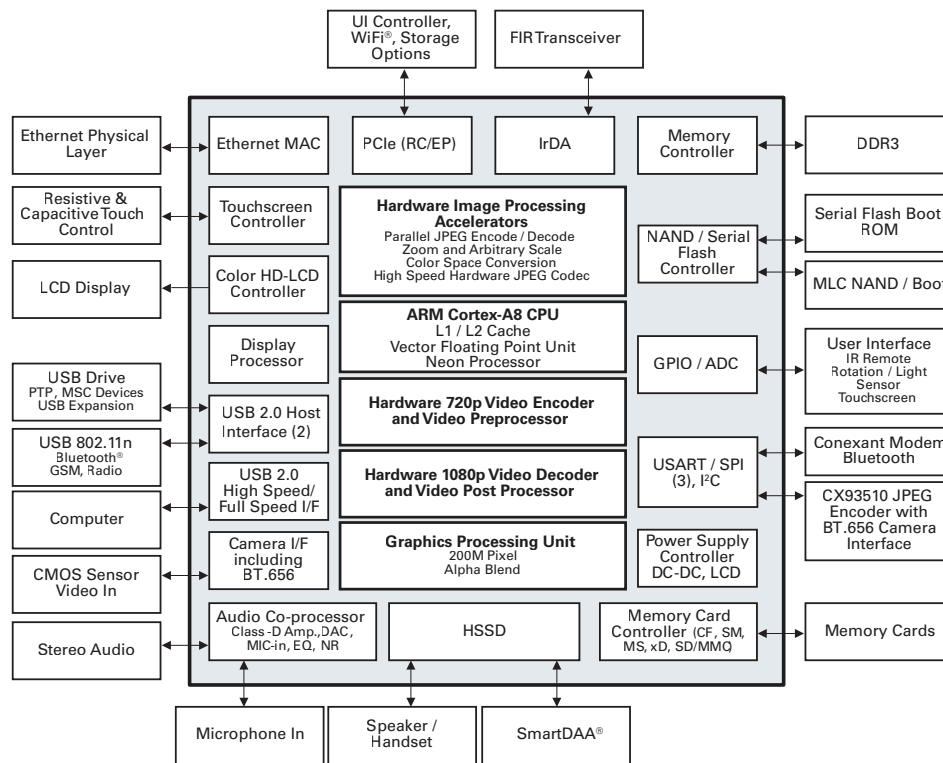 UI Controller,
WiFi®, Storage
Options
FIR Transceiver
Ethernet Physical
Layer
Ethernet MAC
PCIe (RC/EP)
IrDA
Memory
Controller
DDR3
Resistive &
Capacitive Touch
Control
Touchscreen
Controller
Hardware Image Processing
Accelerators
Parallel JPEG Encode / Decode
Zoom and Arbitrary Scale
Color Space Conversion
High Speed Hardware JPEG Codec
NAND / Serial
Flash
Controller
Serial Flash Boot
ROM
MLC NAND / Boot
LCD Display
Color HD-LCD
Controller
Display
Processor
ARM Cortex-A8 CPU
L1 / L2 Cache
Vector Floating Point Unit
Neon Processor
GPIO / ADC
User Interface
IR Remote
Rotation / Light
Sensor
Touchscreen
USB Drive
PTP, MSC Devices
USB Expansion
USB 2.0 Host
Interface (2)
Hardware 720p Video Encoder
and Video Preprocessor
USB 802.11n
Bluetooth®
GSM, Radio
USB 2.0
High Speed/
Full Speed I/F
Hardware 1080p Video Decoder
and Video Post Processor
USART / SPI
(3), I²C
Conexant Modem
Bluetooth
Computer
CX93510 JPEG
Encoder with
BT.656 Camera
Interface
CMOS Sensor
Video In
Camera I/F
including
BT.656
Graphics Processing Unit
200M Pixel
Alpha Blend
Power Supply
Controller
DC-DC, LCD
Stereo Audio
Audio Co-processor
Class -D Amp.,DAC,
MIC-in, EQ, NR
HSSD
Memory Card
Controller (CF, SM,
MS, xD, SD/MMC)
Memory Cards
Microphone In
Speaker /
Handset
SmartDAA®